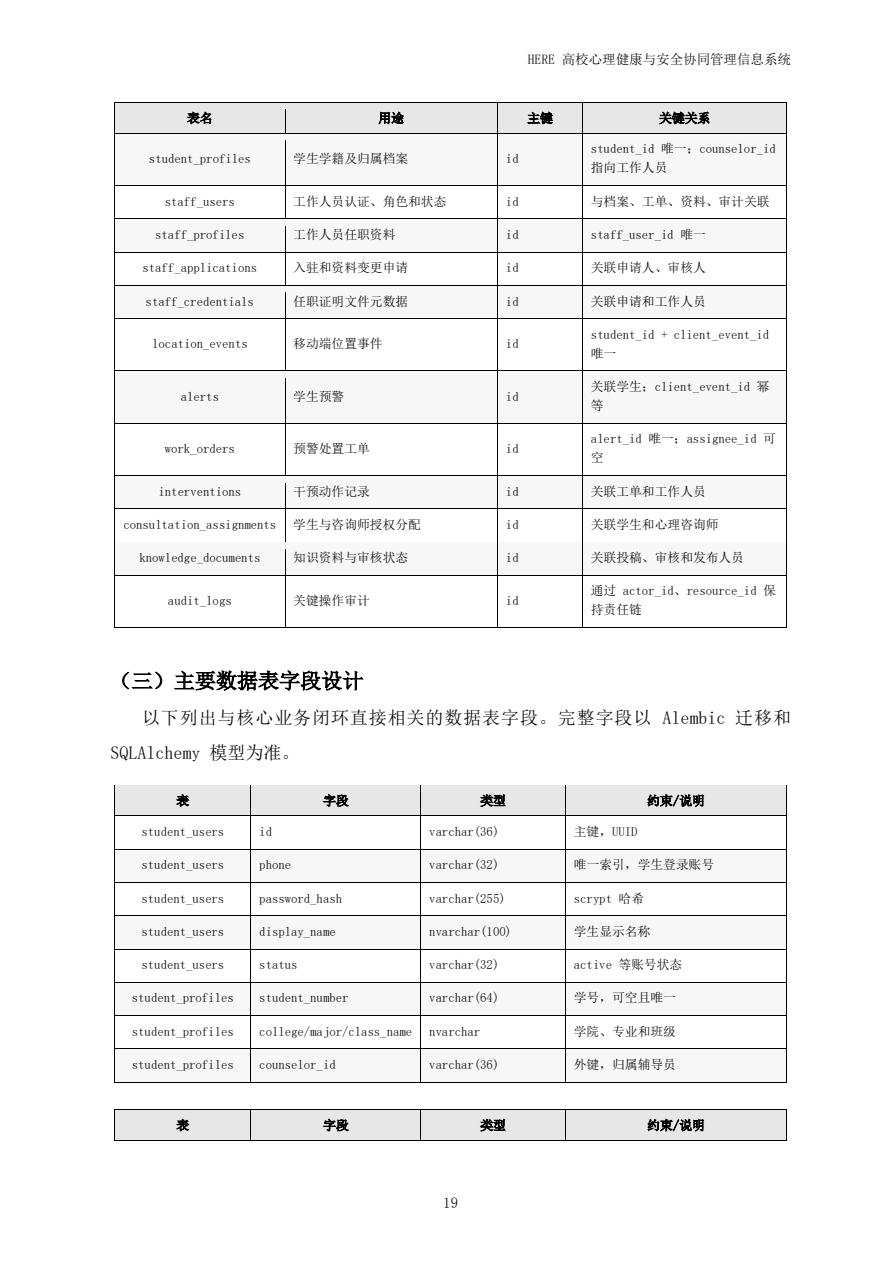 HERE 高校心理健康与安全协同管理信息系统
表名 用途 主键 关键关系
student_profiles 学生学籍及归属档案 id student_id 唯一；counselor_id
指向工作人员
staff_users 工作人员认证、角色和状态 id 与档案、工单、资料、审计关联
staff_profiles 工作人员任职资料 id staff_user_id 唯一
staff_applications 入驻和资料变更申请 id 关联申请人、审核人
staff_credentials 任职证明文件元数据 id 关联申请和工作人员
location_events 移动端位置事件 id student_id + client_event_id
唯一
alerts 学生预警 id 关联学生；client_event_id 幂
等
work_orders 预警处置工单 id alert_id 唯一；assignee_id 可
空
interventions 干预动作记录 id 关联工单和工作人员
consultation_assignments 学生与咨询师授权分配 id 关联学生和心理咨询师
knowledge_documents 知识资料与审核状态 id 关联投稿、审核和发布人员
audit_logs 关键操作审计 id 通过 actor_id、resource_id 保
持责任链
（三）主要数据表字段设计
以下列出与核心业务闭环直接相关的数据表字段。完整字段以 Alembic 迁移和
SQLAlchemy 模型为准。
表 字段 类型 约束/说明
student_users id varchar(36) 主键，UUID
student_users phone varchar(32) 唯一索引，学生登录账号
student_users password_hash varchar(255) scrypt 哈希
student_users display_name nvarchar(100) 学生显示名称
student_users status varchar(32) active 等账号状态
student_profiles student_number varchar(64) 学号，可空且唯一
student_profiles college/major/class_name nvarchar 学院、专业和班级
student_profiles counselor_id varchar(36) 外键，归属辅导员
表 字段 类型 约束/说明
19